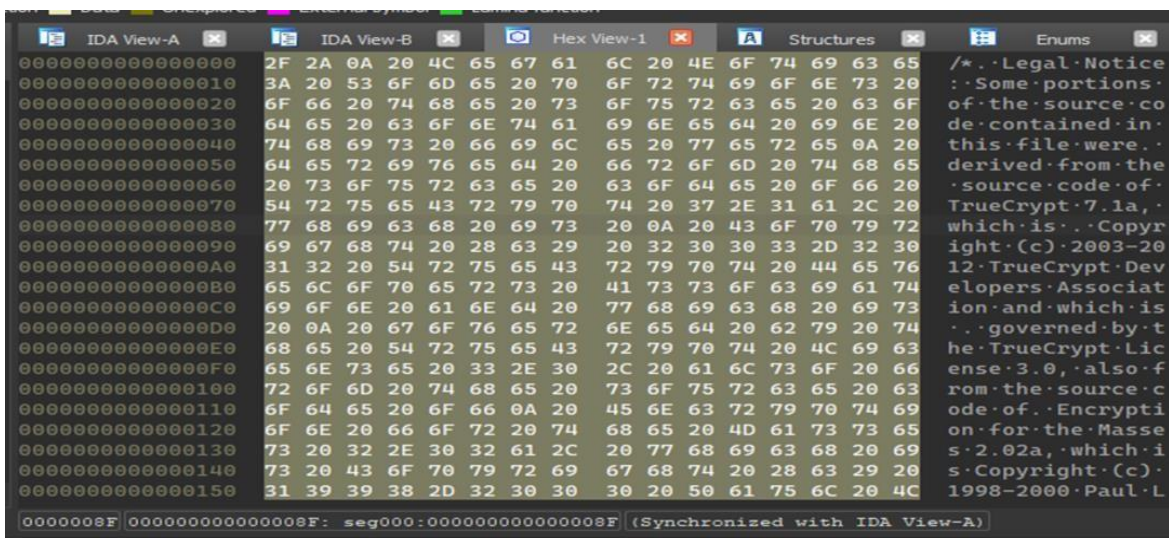 IDA View-A IDA View-B Hex View-1 Structures Enums
0000000000000000 2F 2A 0A 20 4C 65 67 61 6C 20 4E 6F 74 69 63 65 /*.·Legal·Notice
0000000000000010 3A 20 53 6F 6D 65 20 70 6F 72 74 69 6F 6E 73 20 :·Some·portions·
0000000000000020 6F 66 20 74 68 65 20 73 6F 75 72 63 65 20 63 6F of·the·source·co
0000000000000030 64 65 20 63 6F 6E 74 61 69 6E 65 64 20 69 6E 20 de·contained·in·
0000000000000040 74 68 69 73 20 66 69 6C 65 20 77 65 72 65 0A 20 this·file·were.·
0000000000000050 64 65 72 69 76 65 64 20 66 72 6F 6D 20 74 68 65 derived·from·the
0000000000000060 20 73 6F 75 72 63 65 20 63 6F 64 65 20 6F 66 20 ·source·code·of·
0000000000000070 54 72 75 65 43 72 79 70 74 20 37 2E 31 61 2C 20 TrueCrypt·7.1a,·
0000000000000080 77 68 69 63 68 20 69 73 20 0A 20 43 6F 70 79 72 which·is·.·Copyr
0000000000000090 69 67 68 74 20 28 63 29 20 32 30 30 33 2D 32 30 ight·(c)·2003-20
00000000000000A0 31 32 20 54 72 75 65 43 72 79 70 74 20 44 65 76 12·TrueCrypt·Dev
00000000000000B0 65 6C 6F 70 65 72 73 20 41 73 73 6F 63 69 61 74 elopers·Associat
00000000000000C0 69 6F 6E 20 61 6E 64 20 77 68 69 63 68 20 69 73 ion·and·which·is
00000000000000D0 20 0A 20 67 6F 76 65 72 6E 65 64 20 62 79 20 74 ·.·governed·by·t
00000000000000E0 68 65 20 54 72 75 65 43 72 79 70 74 20 4C 69 63 he·TrueCrypt·Lic
00000000000000F0 65 6E 73 65 20 33 2E 30 2C 20 61 6C 73 6F 20 66 ense·3.0,·also·f
0000000000000100 72 6F 6D 20 74 68 65 20 73 6F 75 72 63 65 20 63 rom·the·source·c
0000000000000110 6F 64 65 20 6F 66 0A 20 45 6E 63 72 79 70 74 69 ode·of.·Encrypti
0000000000000120 6F 6E 20 66 6F 72 20 74 68 65 20 4D 61 73 73 65 on·for·the·Masse
0000000000000130 73 20 32 2E 30 32 61 2C 20 77 68 69 63 68 20 69 s·2.02a,·which·i
0000000000000140 73 20 43 6F 70 79 72 69 67 68 74 20 28 63 29 20 s·Copyright·(c)·
0000000000000150 31 39 39 38 2D 32 30 30 30 20 50 61 75 6C 20 4C 1998-2000·Paul·L
0000008F 000000000000008F: seg000:000000000000008F (Synchronized with IDA View-A)